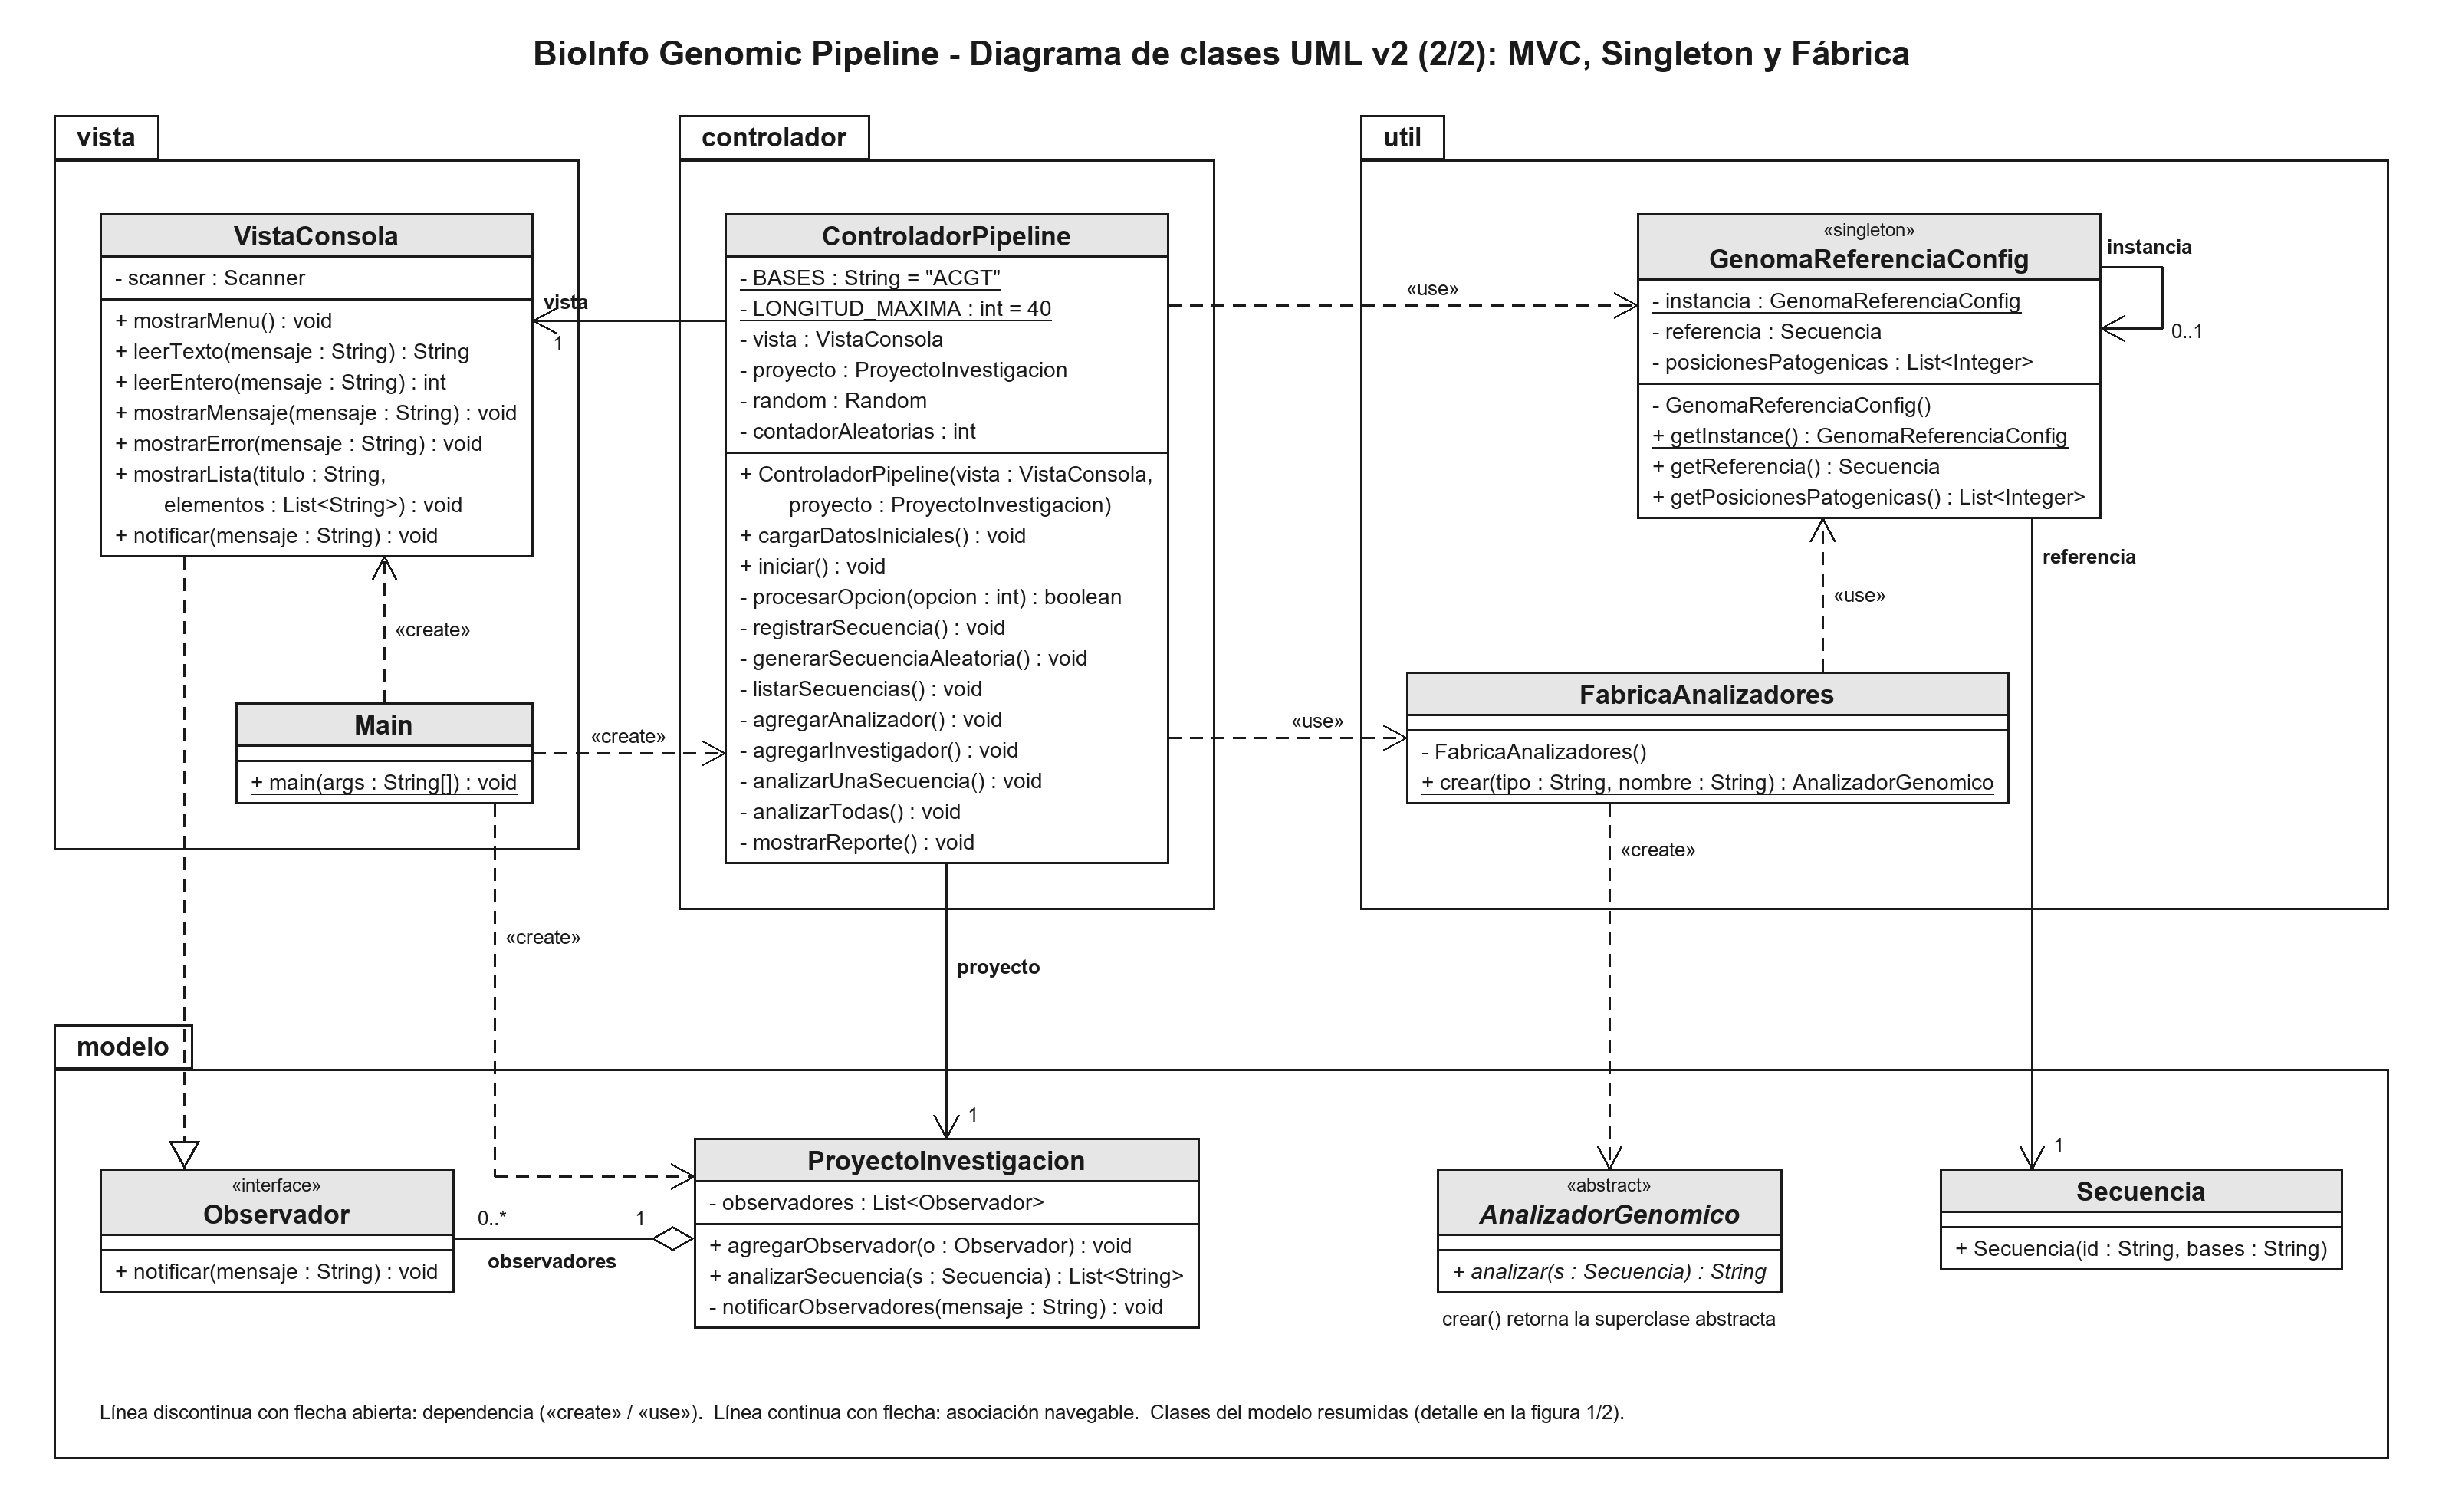 BioInfo Genomic Pipeline - Diagrama de clases UML v2 (2/2): MVC, Singleton y Fábrica
vista
VistaConsola
- scanner : Scanner
+ mostrarMenu() : void
+ leerTexto(mensaje : String) : String
+ leerEntero(mensaje : String) : int
+ mostrarMensaje(mensaje : String) : void
+ mostrarError(mensaje : String) : void
+ mostrarLista(titulo : String,
elementos : List<String>) : void
+ notificar(mensaje : String) : void
«create»
Main
+ main(args : String[]) : void
vista
1
«create»
«create»
controlador
ControladorPipeline
- BASES : String = "ACGT"
- LONGITUD_MAXIMA : int = 40
- vista : VistaConsola
- proyecto : ProyectoInvestigacion
- random : Random
- contadorAleatorias : int
+ ControladorPipeline(vista : VistaConsola,
proyecto : ProyectoInvestigacion)
+ cargarDatosIniciales() : void
+ iniciar() : void
- procesarOpcion(opcion : int) : boolean
- registrarSecuencia() : void
- generarSecuenciaAleatoria() : void
- listarSecuencias() : void
- agregarAnalizador() : void
- agregarInvestigador() : void
- analizarUnaSecuencia() : void
- analizarTodas() : void
- mostrarReporte() : void
proyecto
1
«use»
«use»
util
«singleton»
GenomaReferenciaConfig
- instancia : GenomaReferenciaConfig
- referencia : Secuencia
- posicionesPatogenicas : List<Integer>
- GenomaReferenciaConfig()
+ getInstance() : GenomaReferenciaConfig
+ getReferencia() : Secuencia
+ getPosicionesPatogenicas() : List<Integer>
instancia
0..1
referencia
«use»
FabricaAnalizadores
- FabricaAnalizadores()
+ crear(tipo : String, nombre : String) : AnalizadorGenomico
«create»
1
modelo
«interface»
Observador
+ notificar(mensaje : String) : void
0..*
1
observadores
ProyectoInvestigacion
- observadores : List<Observador>
+ agregarObservador(o : Observador) : void
+ analizarSecuencia(s : Secuencia) : List<String>
- notificarObservadores(mensaje : String) : void
«abstract»
AnalizadorGenomico
+ analizar(s : Secuencia) : String
crear() retorna la superclase abstracta
Secuencia
+ Secuencia(id : String, bases : String)
Línea discontinua con flecha abierta: dependencia («create» / «use»). Línea continua con flecha: asociación navegable. Clases del modelo resumidas (detalle en la figura 1/2).